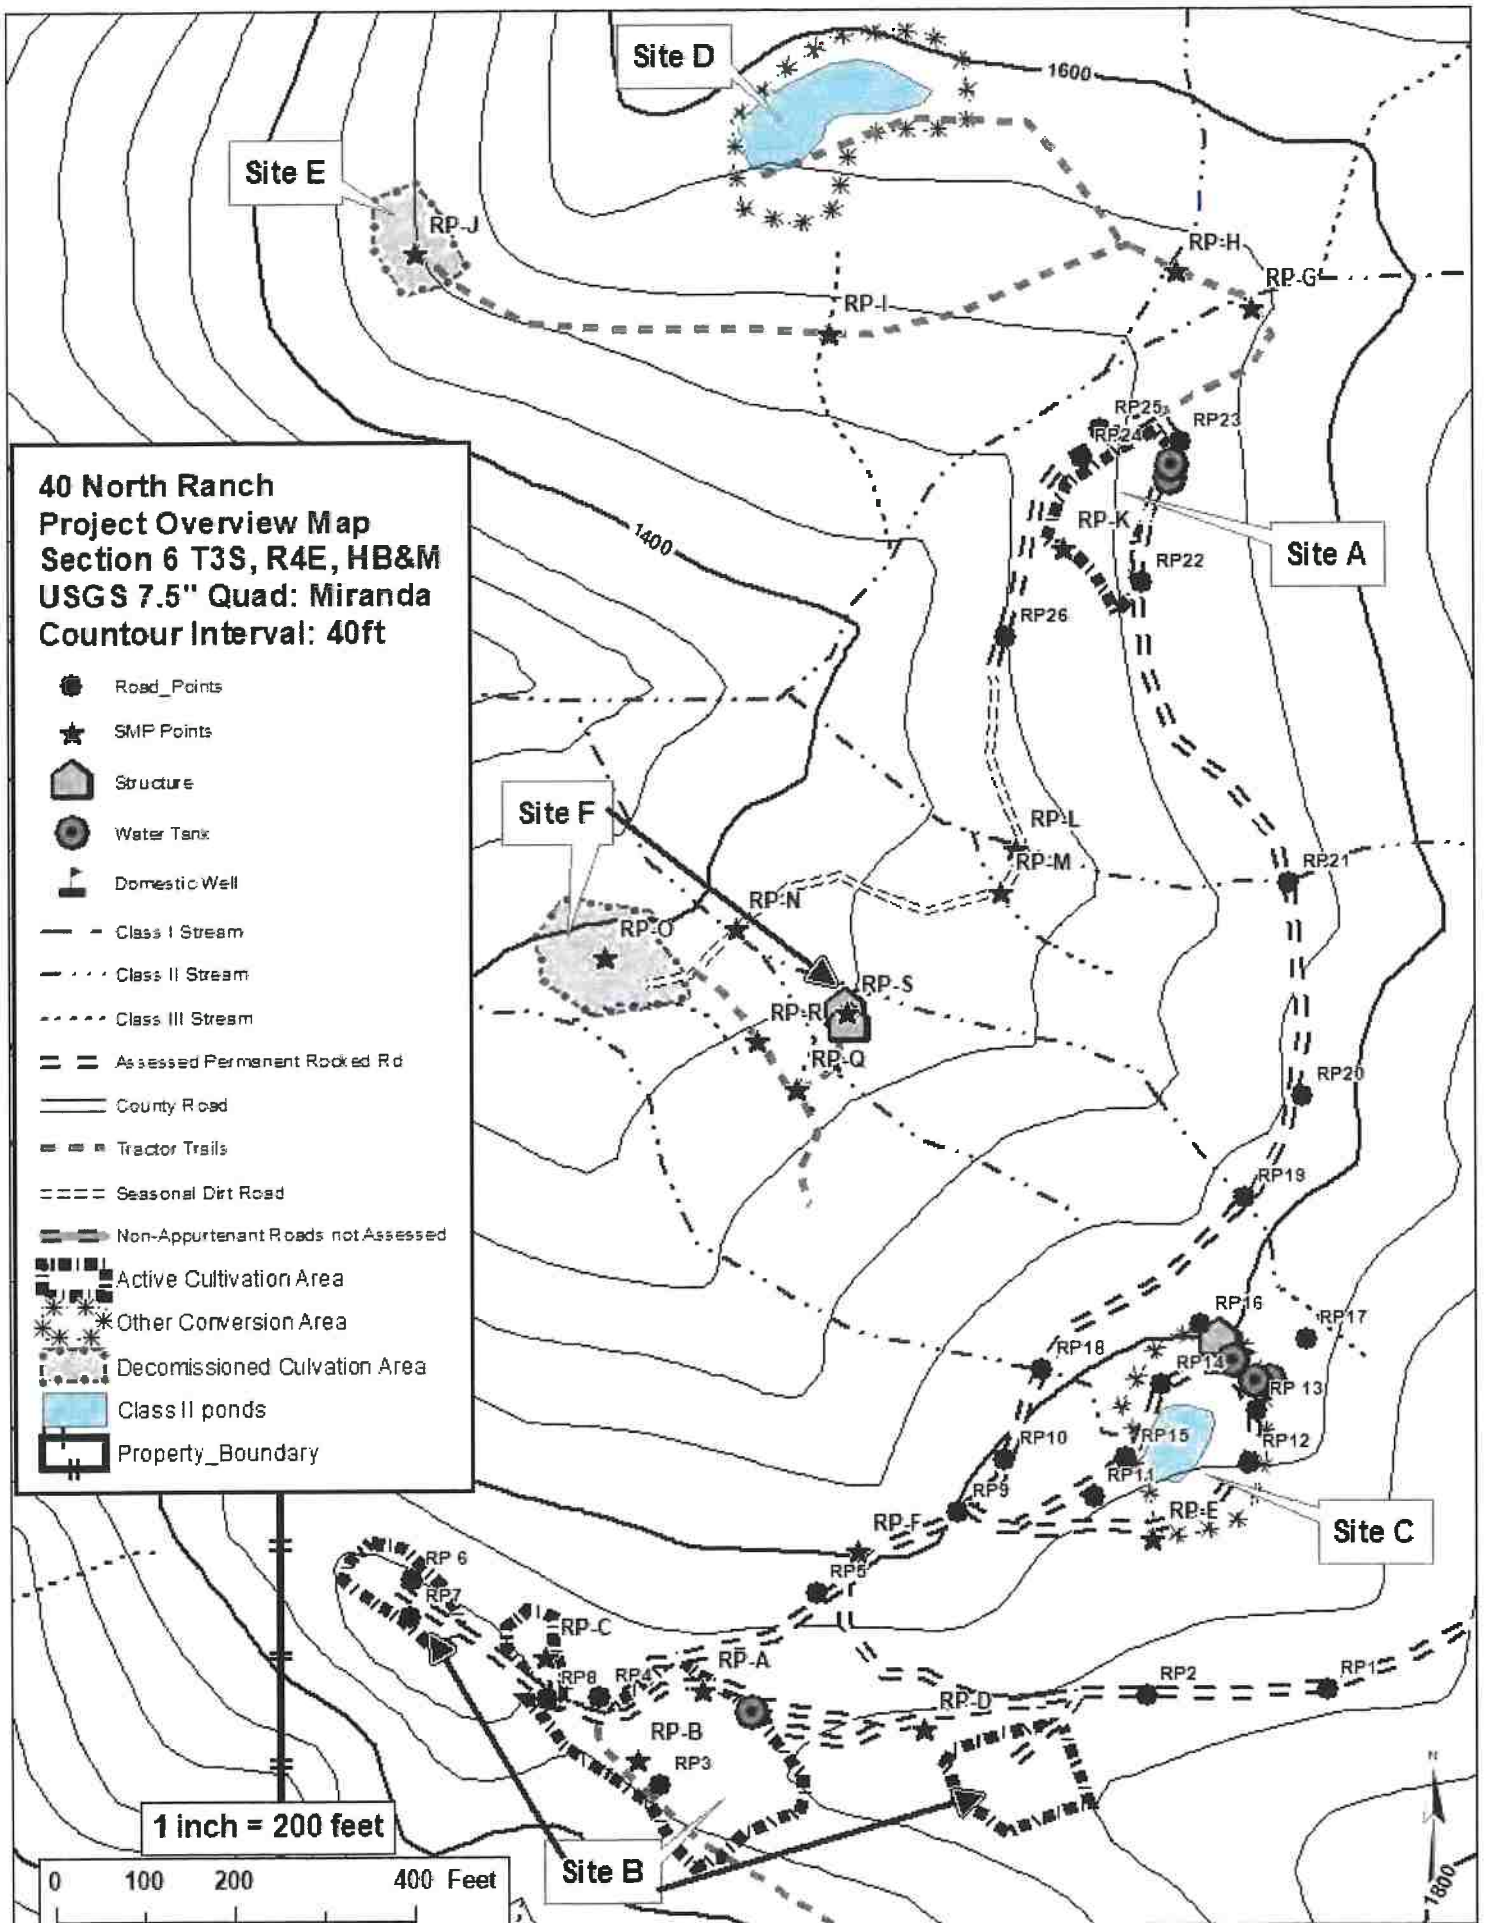 Site D
1600
Site E
RP-J
RP-H
RP-G
RP-I
RP25
RP23
RP24
40 North Ranch
Project Overview Map
Section 6 T3S, R4E, HB&M
USGS 7.5" Quad: Miranda
Countour Interval: 40ft
1400
RP-K
Site A
RP22
RP26
Road_Points
SMP Points
Structure
Water Tank
Domestic Well
Class I Stream
Class II Stream
Class III Stream
Assessed Permanent Rocked Rd
County Road
Tractor Trails
Seasonal Dirt Road
Non-Appurtenant Roads not Assessed
Active Cultivation Area
Other Conversion Area
Decomissioned Culvation Area
Class II ponds
Property_Boundary
Site F
RP-L
RP-M
RP21
RP-N
RP-O
RP-S
RP-R
RP-Q
RP20
RP19
RP16
RP17
RP18
RP14
RP 13
RP10
RP15
RP12
RP11
RP9
RP-E
RP-F
Site C
RP5
RP 6
RP7
RP-C
RP8
RP4
RP-A
RP2
RP1
RP-D
RP-B
RP3
N
1 inch = 200 feet
Site B
0 100 200 400 Feet
1800